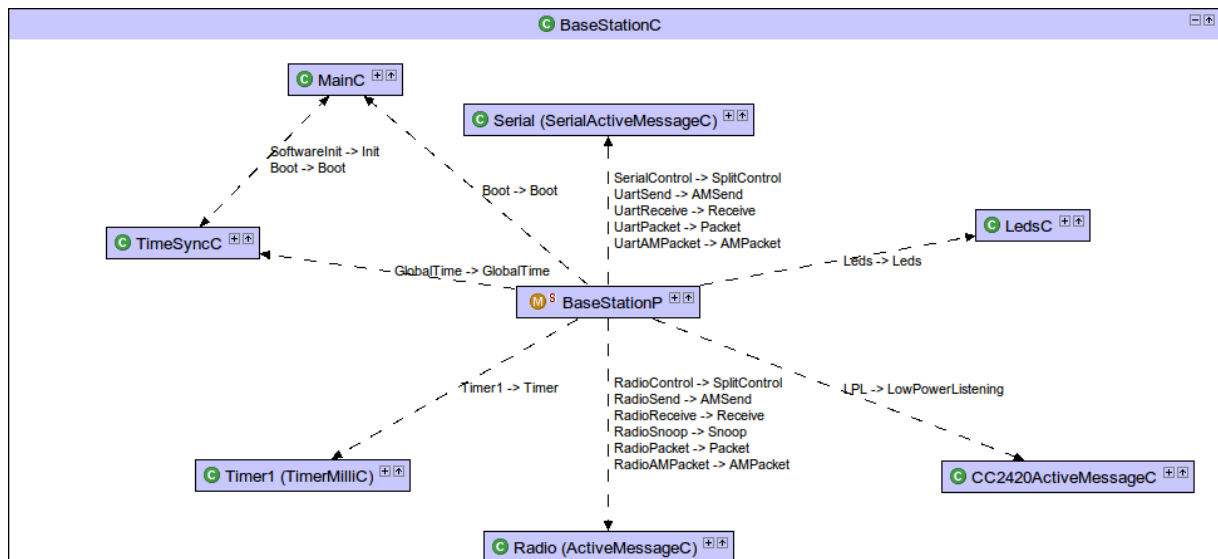 C BaseStationC
C MainC
C Serial (SerialActiveMessageC)
SoftwareInit -> Init
Boot -> Boot
Boot -> Boot
SerialControl -> SplitControl
UartSend -> AMSend
UartReceive -> Receive
UartPacket -> Packet
UartAMPacket -> AMPacket
C LedsC
C TimeSyncC
GlobalTime -> GlobalTime
Leds -> Leds
M S BaseStationP
Timer1 -> Timer
RadioControl -> SplitControl
RadioSend -> AMSend
RadioReceive -> Receive
RadioSnoop -> Snoop
RadioPacket -> Packet
RadioAMPacket -> AMPacket
LPL -> LowPowerListening
C Timer1 (TimerMilliC)
C CC2420ActiveMessageC
C Radio (ActiveMessageC)